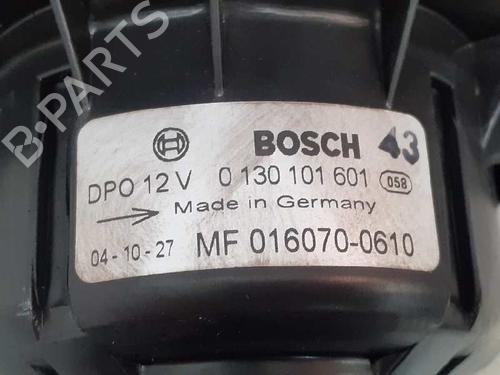 B-PARTS
BOSCH 43
DPO 12 V 0 130 101 601 058
Made in Germany
04-10-27 MF 016070-0610